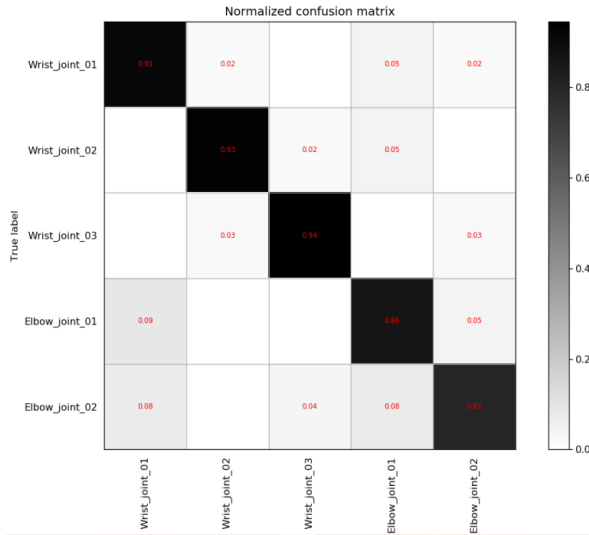 Normalized confusion matrix
Wrist_joint_01
0.91
0.02
0.05
0.02
0.8
Wrist_joint_02
0.93
0.02
0.05
0.6
True label
Wrist_joint_03
0.03
0.94
0.03
0.4
Elbow_joint_01
0.09
0.86
0.05
0.2
Elbow_joint_02
0.08
0.04
0.08
0.81
0.0
Wrist_joint_01
Wrist_joint_02
Wrist_joint_03
Elbow_joint_01
Elbow_joint_02